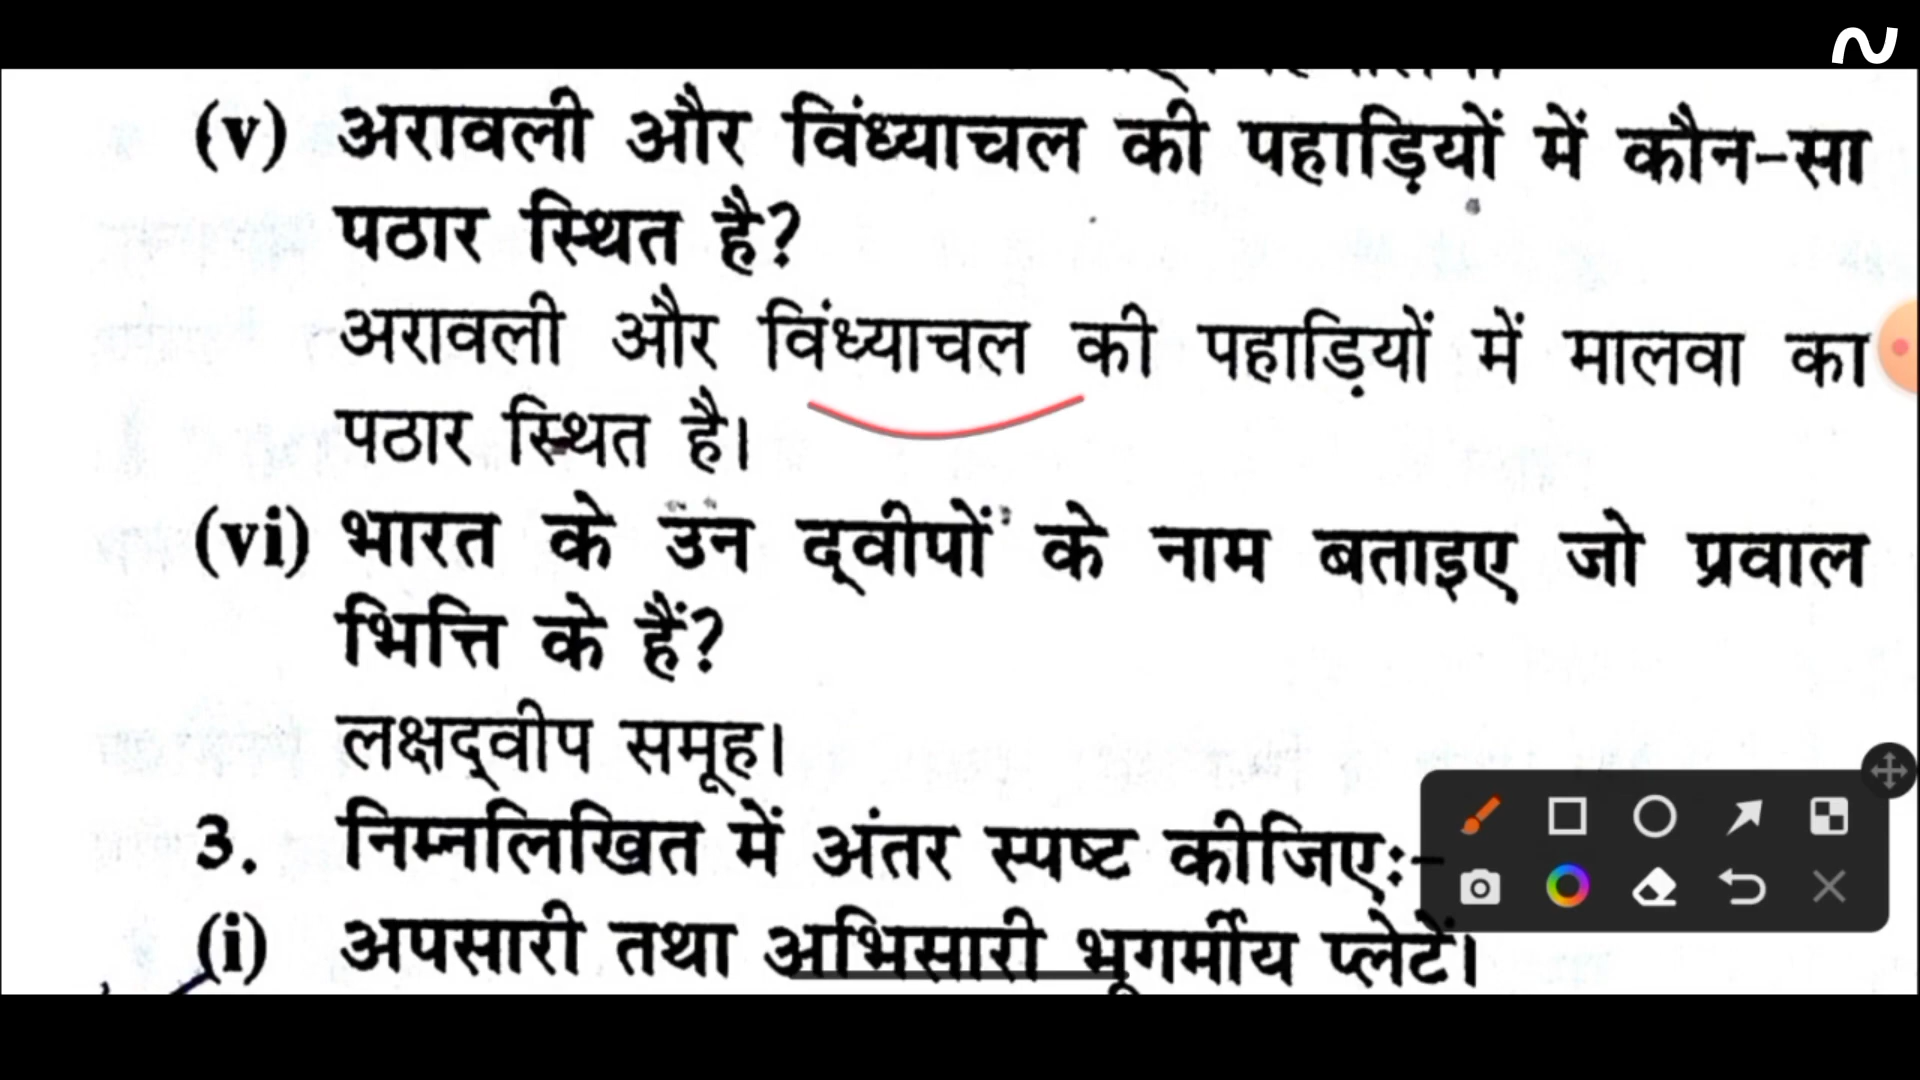 (v) अरावली और विंध्याचल की पहाड़ियों में कौन-सा
पठार स्थित है?
अरावली और विंध्याचल की पहाड़ियों में मालवा का
पठार स्थित है।
(vi) भारत के उन द्वीपों के नाम बताइए जो प्रवाल
भित्ति के हैं?
लक्षद्वीप समूह।
3. निम्नलिखित में अंतर स्पष्ट कीजिए:-
(i) अपसारी तथा अभिसारी भूगर्मीय प्लेटें।